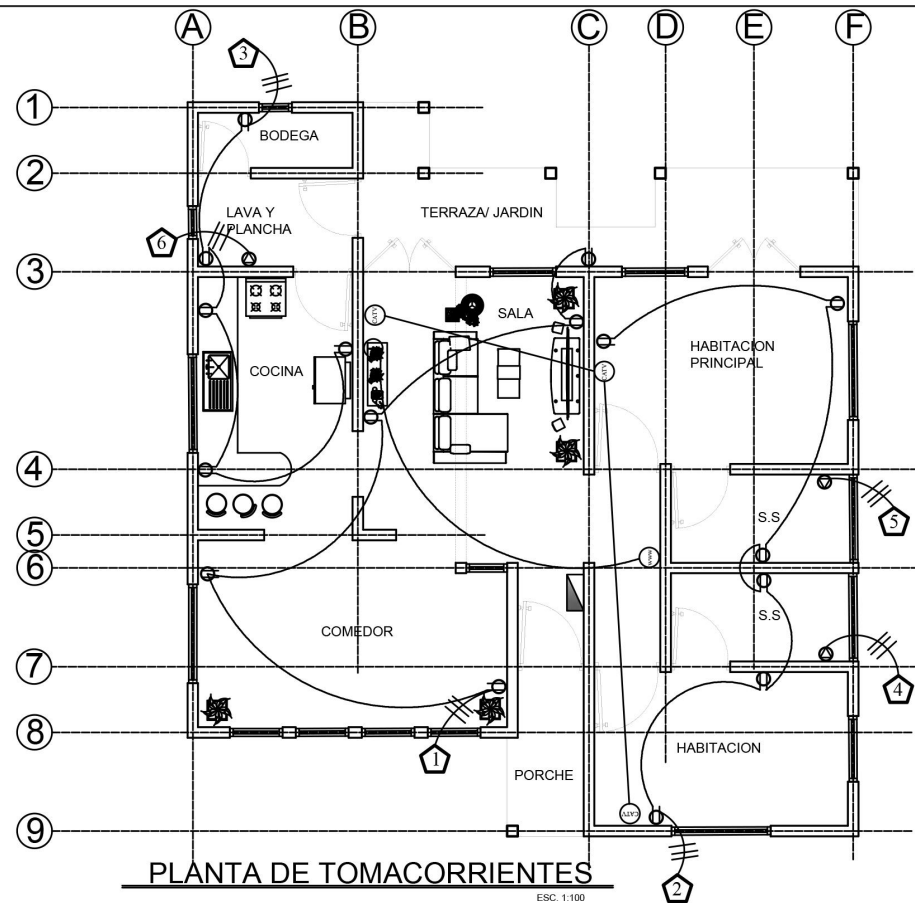 A
B
C
D
E
F
3
1
BODEGA
2
LAVA Y
PLANCHA
TERRAZA/ JARDIN
6
3
SALA
CATV
HABITACION
PRINCIPAL
COCINA
CATV
4
5
S.S
5
6
WWW
S.S
COMEDOR
7
4
8
1
HABITACION
PORCHE
CATV
9
2
PLANTA DE TOMACORRIENTES
ESC. 1:100